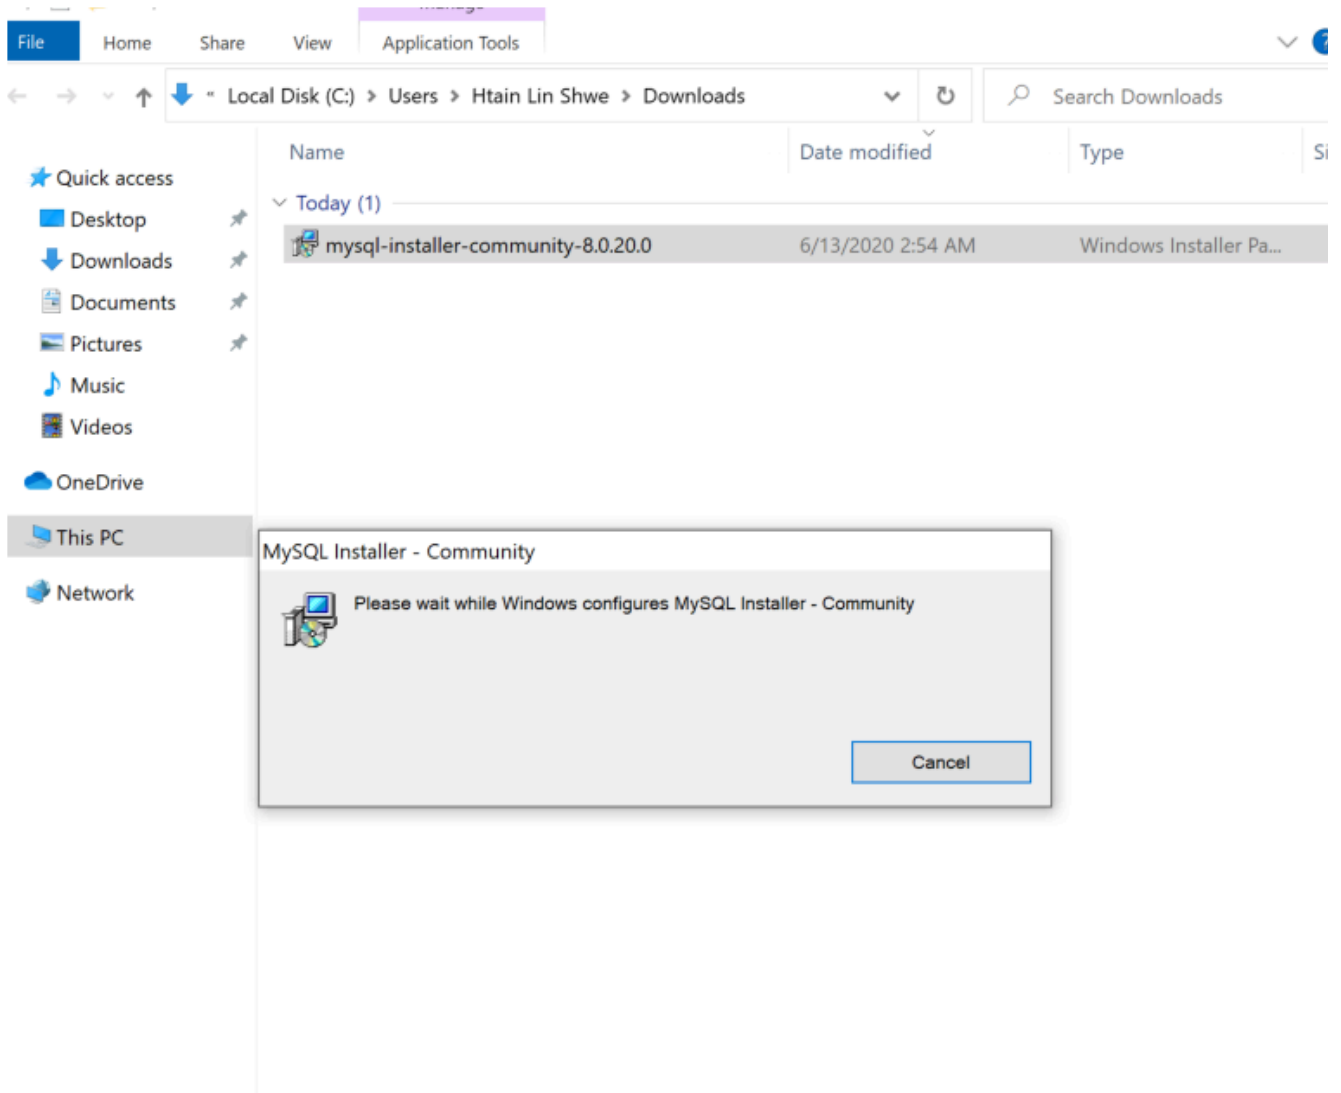 File Home Share View Application Tools
« Local Disk (C:) > Users > Htain Lin Shwe > Downloads Search Downloads
Name Date modified Type
Quick access
Today (1)
Desktop
mysql-installer-community-8.0.20.0 6/13/2020 2:54 AM Windows Installer Pa...
Downloads
Documents
Pictures
Music
Videos
OneDrive
This PC
MySQL Installer - Community
Network
Please wait while Windows configures MySQL Installer - Community
Cancel